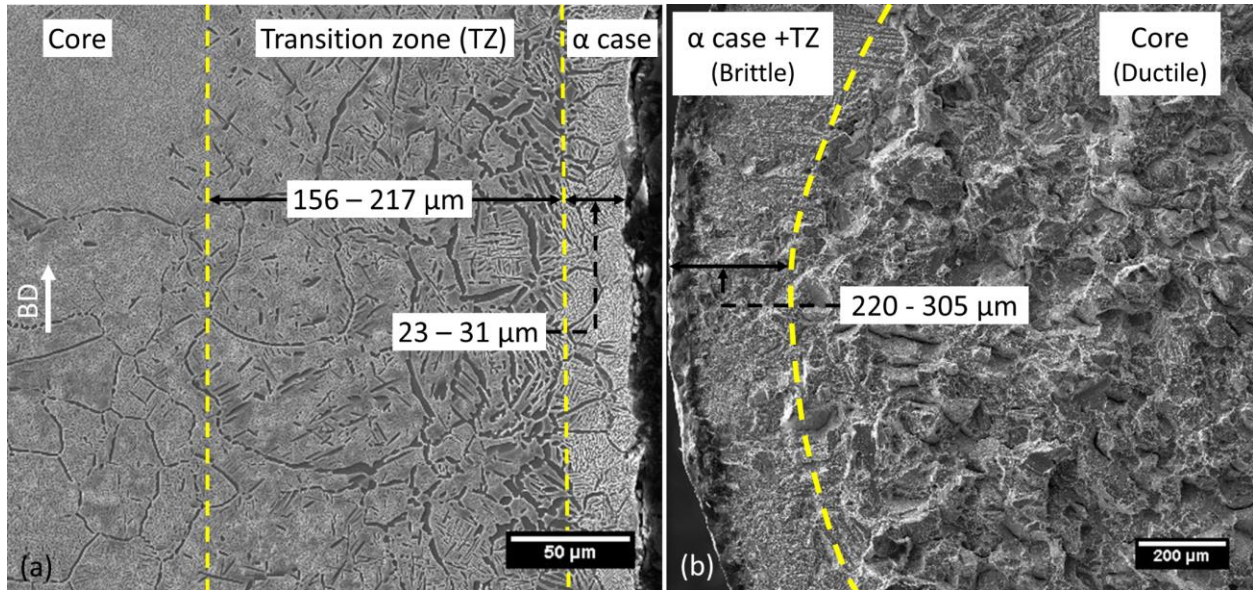 Core
Transition zone (TZ)
α case
156 – 217 µm
BD
23 – 31 µm
50 µm
(a)
α case +TZ
(Brittle)
Core
(Ductile)
220 - 305 µm
200 µm
(b)